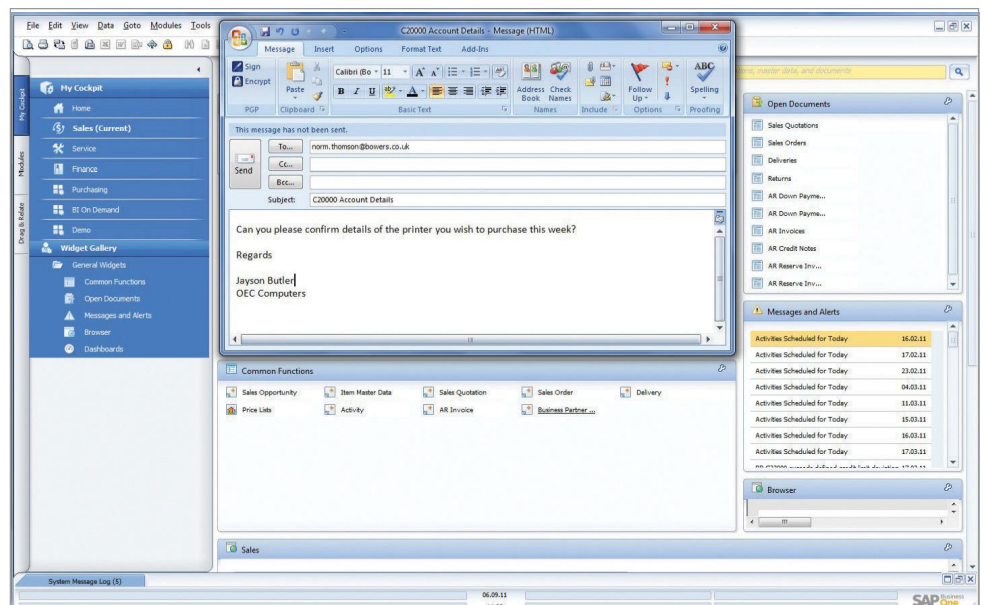 File Edit View Data Goto Modules Tools
C20000 Account Details - Message (HTML)
Message Insert Options Format Text Add-Ins
Sign
Encrypt
PGP
Paste
Clipboard
Calibri (Bo 11
B I U
Basic Text
Address Book
Check Names
Names
Include
Follow Up
Options
ABC
Spelling
Proofing
This message has not been sent.
Send
To... norm.thomson@bowers.co.uk
Cc...
Bcc...
Subject: C20000 Account Details
Can you please confirm details of the printer you wish to purchase this week?
Regards
Jayson Butler
OEC Computers
My Cockpit
Modules
Drag & Relate
My Cockpit
Home
Sales (Current)
Service
Finance
Purchasing
BI On Demand
Demo
Widget Gallery
General Widgets
Common Functions
Open Documents
Messages and Alerts
Browser
Dashboards
master data, and documents
Open Documents
Sales Quotations
Sales Orders
Deliveries
Returns
AR Down Payme...
AR Down Payme...
AR Invoices
AR Credit Notes
AR Reserve Inv...
AR Reserve Inv...
Messages and Alerts
Activities Scheduled for Today 16.02.11
Activities Scheduled for Today 17.02.11
Activities Scheduled for Today 23.02.11
Activities Scheduled for Today 04.03.11
Activities Scheduled for Today 11.03.11
Activities Scheduled for Today 15.03.11
Activities Scheduled for Today 16.03.11
Activities Scheduled for Today 17.03.11
Common Functions
Sales Opportunity Item Master Data Sales Quotation Sales Order Delivery
Price Lists Activity AR Invoice Business Partner ...
Browser
Sales
System Message Log (5)
06.09.11
SAP Business One